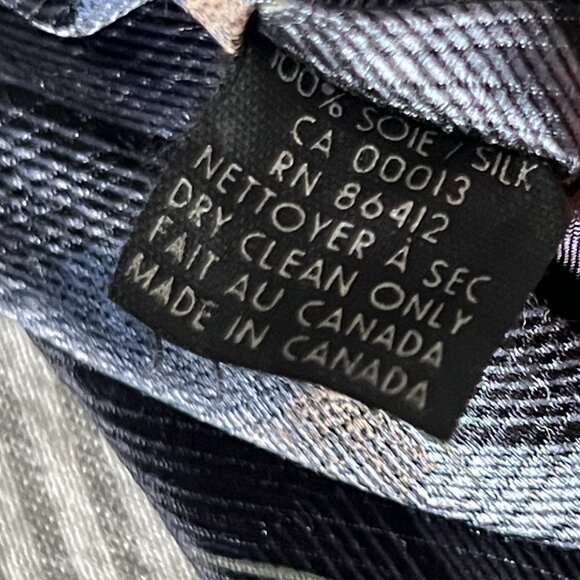 100% SOIE / SILK
CA 00013
RN 86412
NETTOYER À SEC
DRY CLEAN ONLY
FAIT AU CANADA
MADE IN CANADA